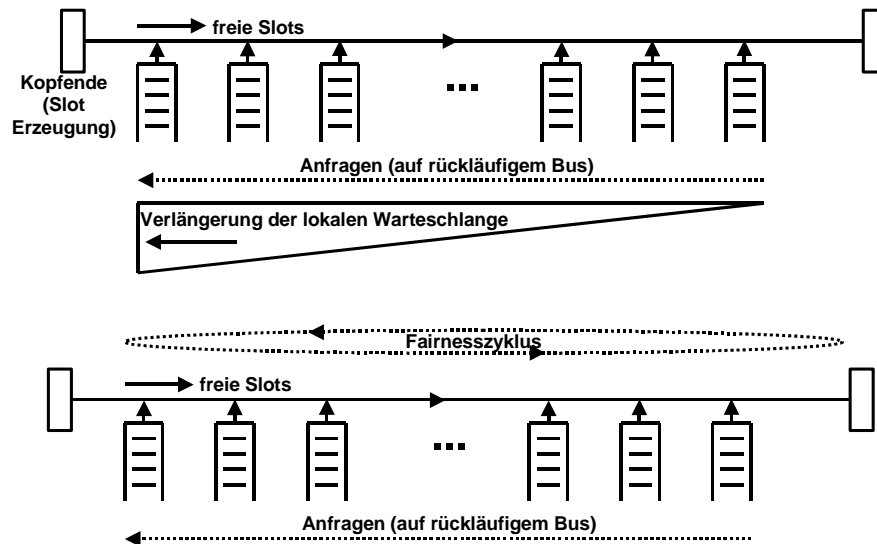 freie Slots
Kopfende
(Slot
Erzeugung)
Anfragen (auf rückläufigem Bus)
Verlängerung der lokalen Warteschlange
Fairnesszyklus
freie Slots
Anfragen (auf rückläufigem Bus)